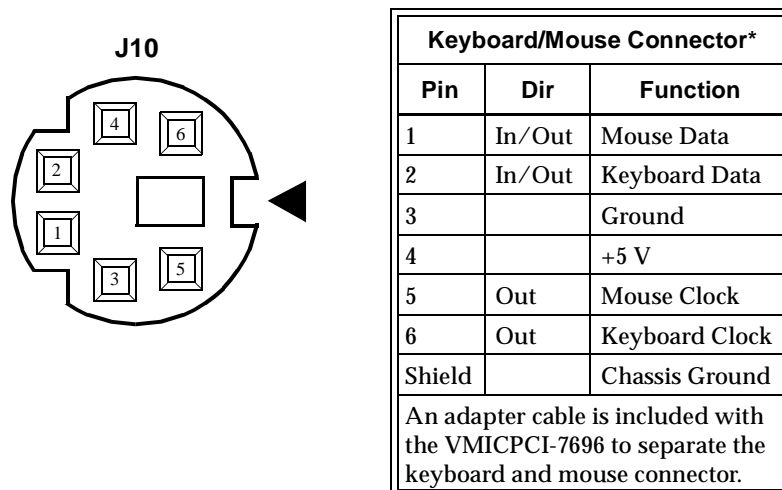 J10
4
6
2
1
3
5
Keyboard/Mouse Connector*
Pin Dir Function
1 In/Out Mouse Data
2 In/Out Keyboard Data
3 Ground
4 +5 V
5 Out Mouse Clock
6 Out Keyboard Clock
Shield Chassis Ground
An adapter cable is included with
the VMICPCI-7696 to separate the
keyboard and mouse connector.